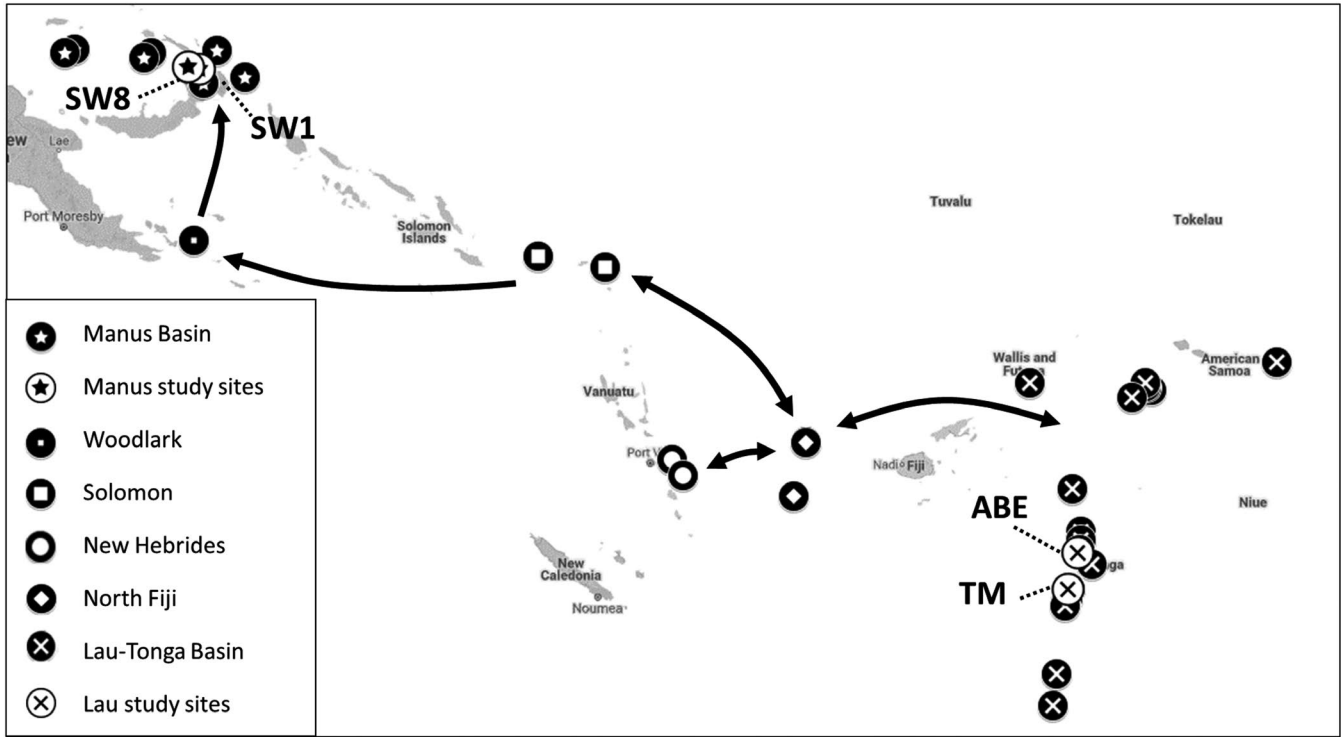 SW8
SW1
ew
Lae
Port Moresby
Solomon
Islands
Tuvalu
Tokelau
Wallis and
American
Samoa
Vanuatu
Port V
Nadi
Fiji
Niue
ABE
TM
New
Caledonia
Noumea
Manus Basin
Manus study sites
Woodlark
Solomon
New Hebrides
North Fiji
Lau-Tonga Basin
Lau study sites